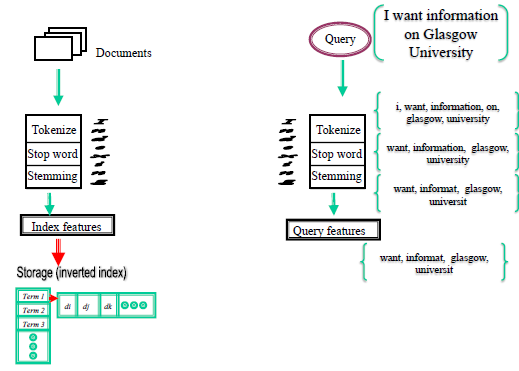 Documents
Tokenize
Stop word
Stemming
Index features
Storage (inverted index)
Term 1
di
dj
dk
Term 2
Term 3
Query
I want information
on Glasgow
University
Tokenize
Stop word
Stemming
i, want, information, on,
glasgow, university
want, information, glasgow,
university
want, informat, glasgow,
universit
Query features
want, informat, glasgow,
universit